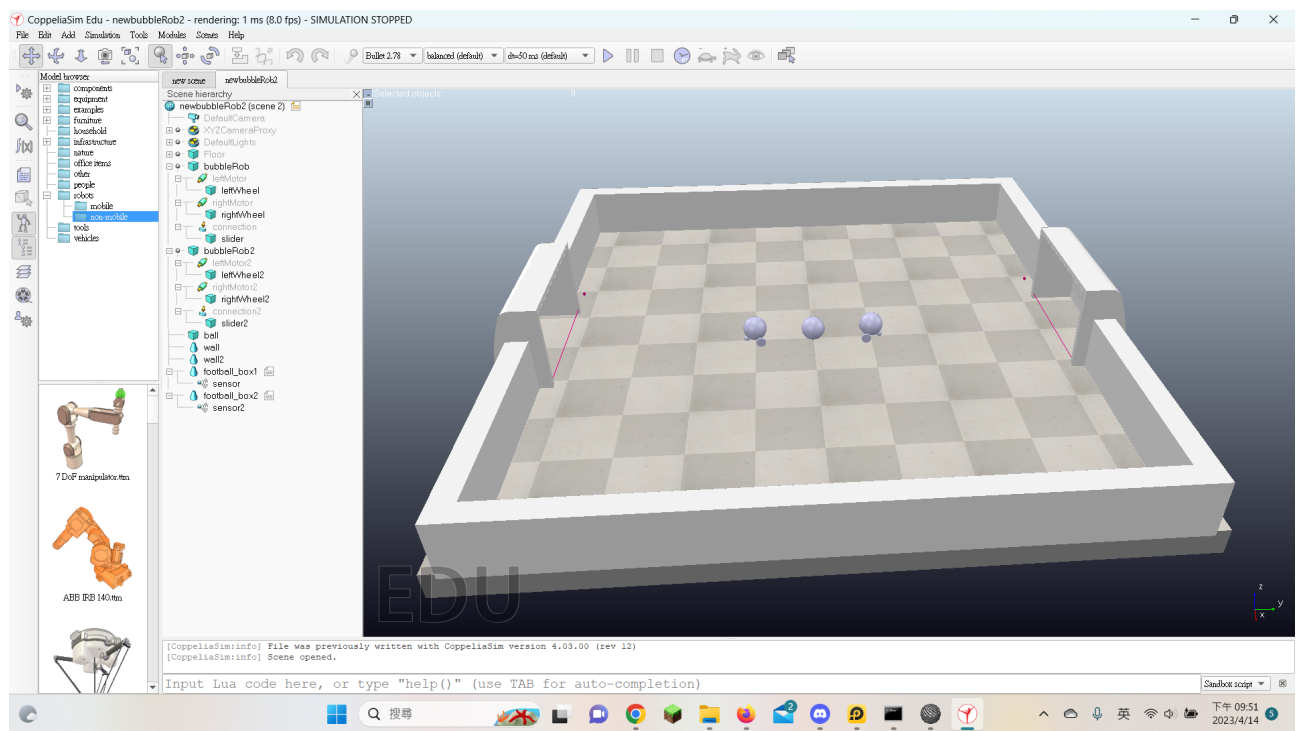 CoppeliaSim Edu - newbubbleRob2 - rendering: 1 ms (8.0 fps) - SIMULATION STOPPED
File Edit Add Simulation Tools Modules Scenes Help
Bullet 2.78 balanced (default) dt=50 ms (default)
Model browser
components
equipment
examples
furniture
household
infrastructure
nature
office items
other
people
robots
mobile
non-mobile
tools
vehicles
7 DoF manipulator.ttm
ABB IRB 140.ttm
new scene newbubbleRob2
Scene hierarchy
newbubbleRob2 (scene 2)
DefaultCamera
XYZCameraProxy
DefaultLights
Floor
bubbleRob
leftMotor
leftWheel
rightMotor
rightWheel
connection
slider
bubbleRob2
leftMotor2
leftWheel2
rightMotor2
rightWheel2
connection2
slider2
ball
wall
wall2
football_box1
sensor
football_box2
sensor2
Selected objects 0
EDU
z
y
x
[CoppeliaSim:info] File was previously written with CoppeliaSim version 4.03.00 (rev 12)
[CoppeliaSim:info] Scene opened.
Input Lua code here, or type "help()" (use TAB for auto-completion)
Sandbox script
搜尋
2
英
下午 09:51
2023/4/14
5